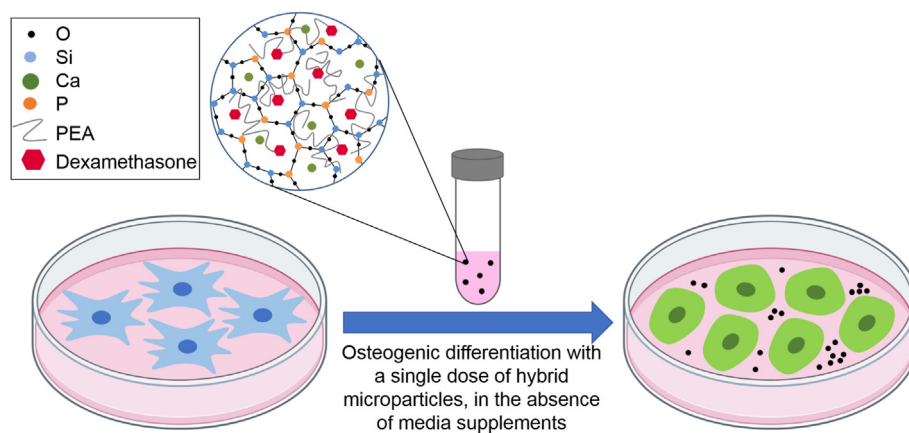 O
Si
Ca
P
PEA
Dexamethasone
Osteogenic differentiation with
a single dose of hybrid
microparticles, in the absence
of media supplements